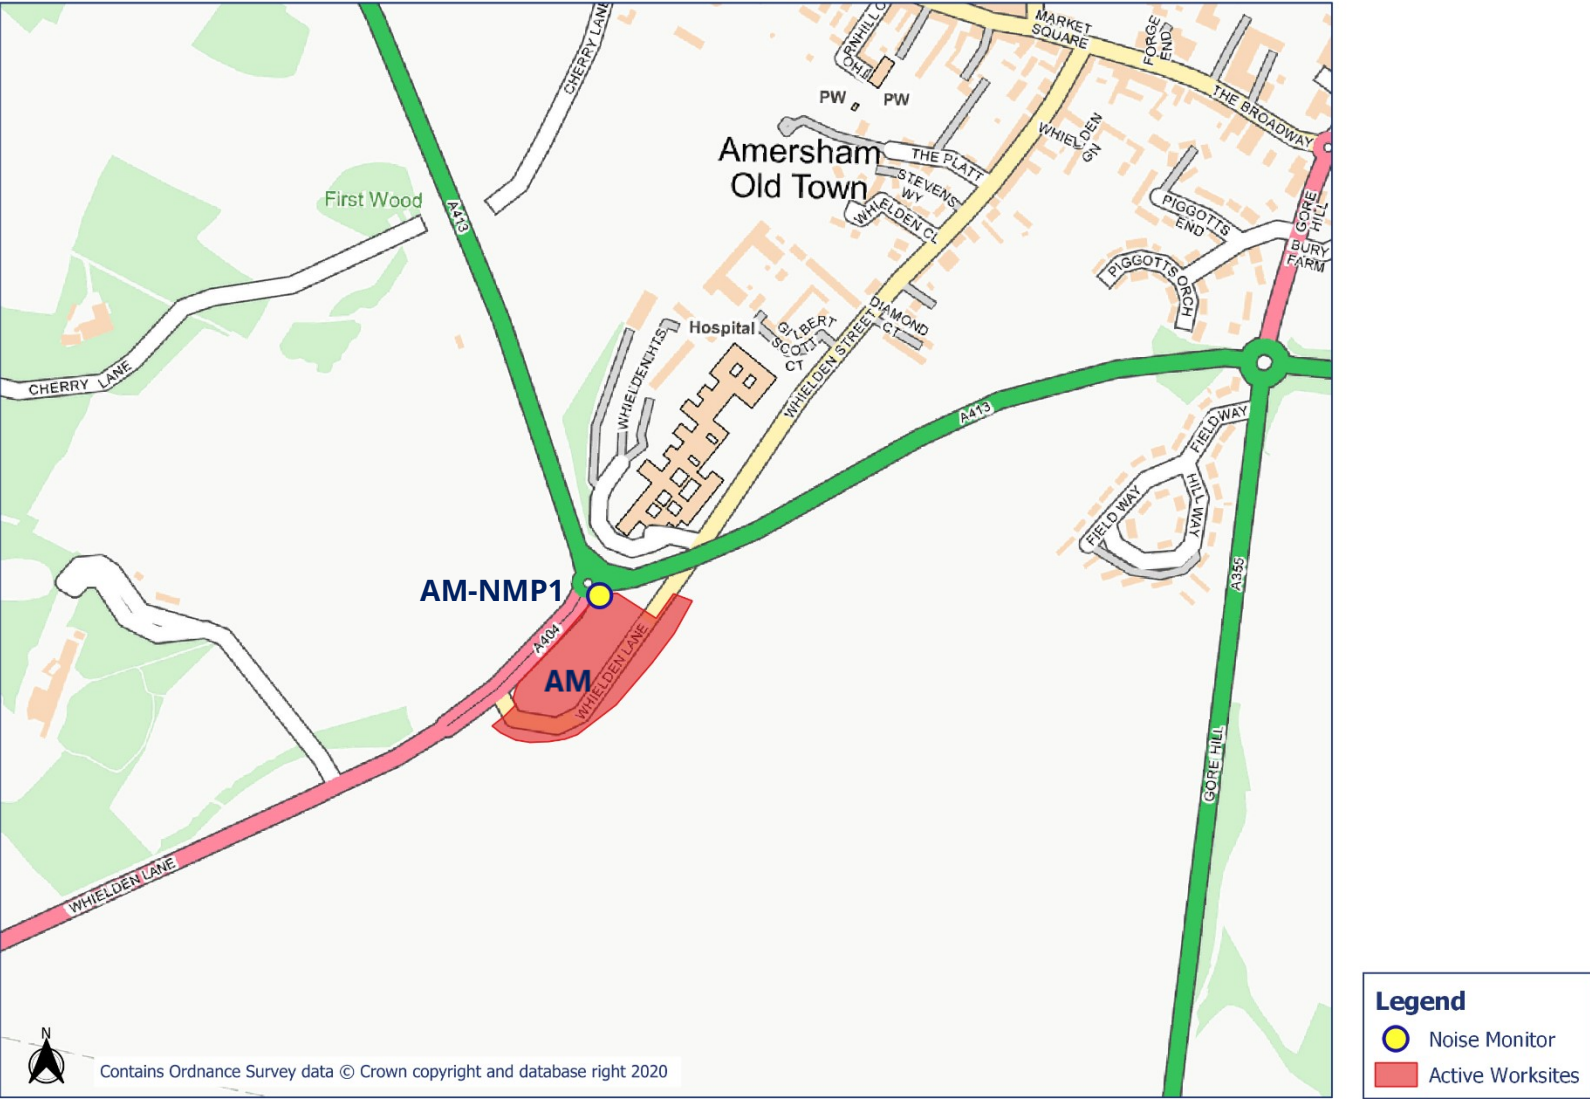 CHERRY LANE
RNHILL C
THO
MARKET
SQUARE
FORGE
END
PW
PW
THE BROADWAY
WHIELDEN
GN
Amersham
Old Town
THE PLATT
STEVENS
WY
WHIELDEN CL
First Wood
A413
PIGGOTTS
END
GORE
HILL
BURY
FARM
PIGGOTTS ORCH
DIAMOND
CT
Hospital
GILBERT
SCOTT
CT
WHIELDEN HTS
WHIELDEN STREET
CHERRY LANE
A413
FIELDWAY
HILL WAY
FIELD WAY
A355
AM-NMP1
A404
AM
WHIELDEN LANE
GORE HILL
WHIELDEN LANE
N
Contains Ordnance Survey data © Crown copyright and database right 2020
Legend
Noise Monitor
Active Worksites